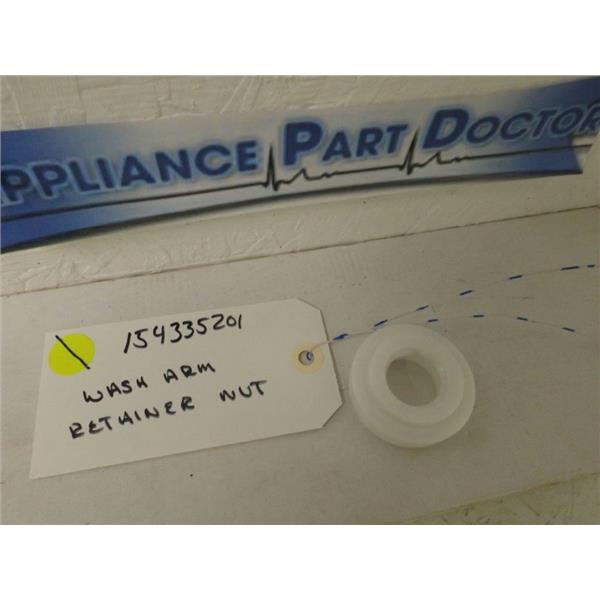 APPLIANCE PART DOCTOR
154335201
WASH ARM
RETAINER NUT